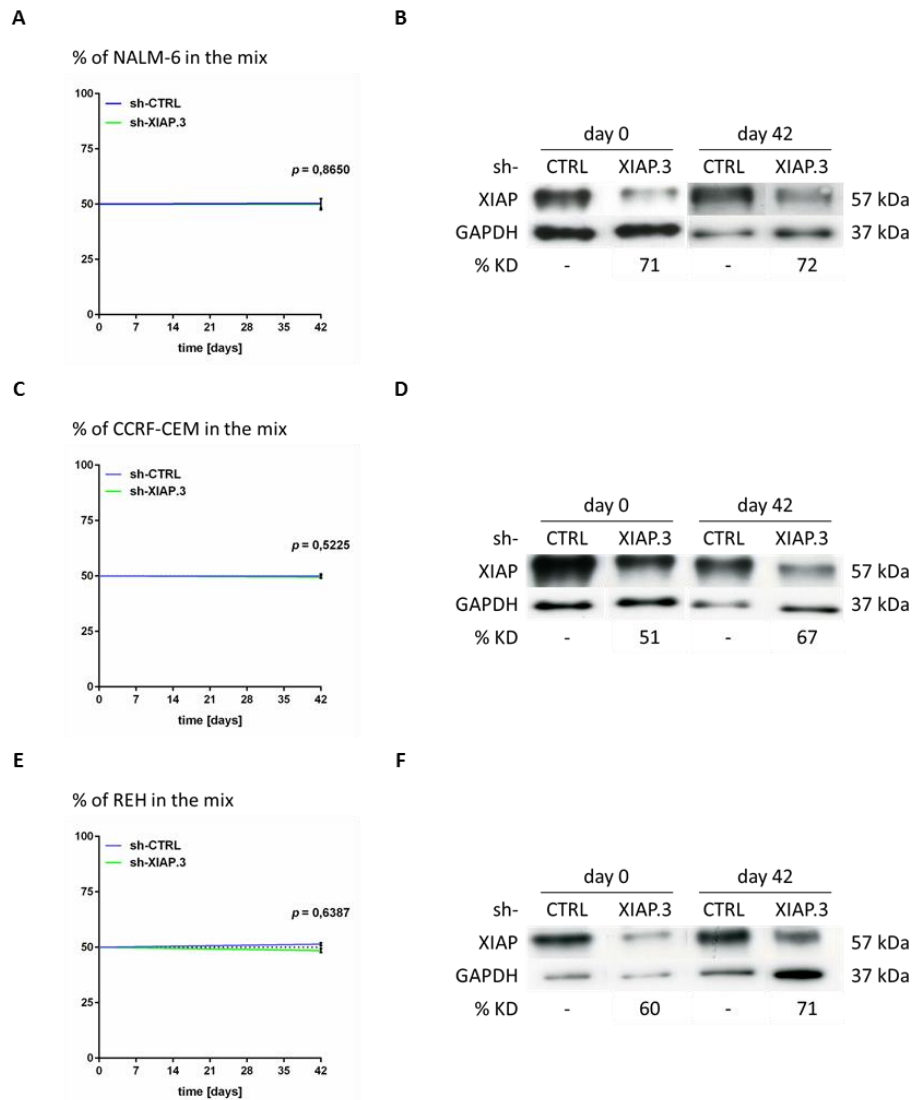 A
% of NALM-6 in the mix
100
sh-CTRL
sh-XIAP.3
75
p = 0,8650
50
25
0
0 7 14 21 28 35 42
time [days]
B
day 0 day 42
sh- CTRL XIAP.3 CTRL XIAP.3
XIAP 57 kDa
GAPDH 37 kDa
% KD - 71 - 72
C
% of CCRF-CEM in the mix
100
sh-CTRL
sh-XIAP.3
75
p = 0,5225
50
25
0
0 7 14 21 28 35 42
time [days]
D
day 0 day 42
sh- CTRL XIAP.3 CTRL XIAP.3
XIAP 57 kDa
GAPDH 37 kDa
% KD - 51 - 67
E
% of REH in the mix
100
sh-CTRL
sh-XIAP.3
75
p = 0,6387
50
25
0
0 7 14 21 28 35 42
time [days]
F
day 0 day 42
sh- CTRL XIAP.3 CTRL XIAP.3
XIAP 57 kDa
GAPDH 37 kDa
% KD - 60 - 71